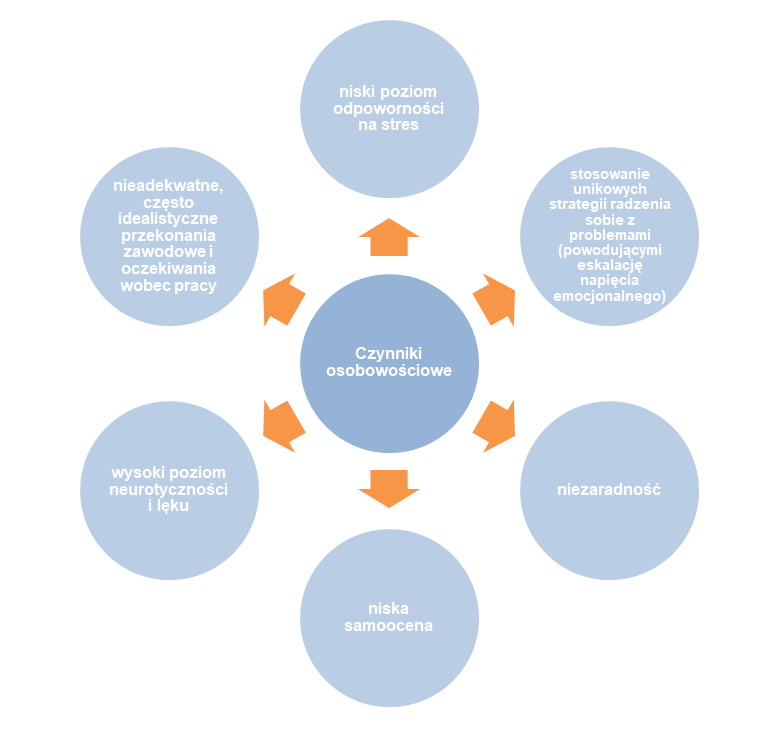 niski poziom
odpoworności
na stres
stosowanie
unikowych
strategii radzenia
sobie z
problemami
(powodującymi
eskalację
napięcia
emocjonalnego)
niezaradność
niska
samoocena
wysoki poziom
neurotyczności
i lęku
nieadekwatne,
często
idealistyczne
przekonania
zawodowe i
oczekiwania
wobec pracy
Czynniki
osobowościowe